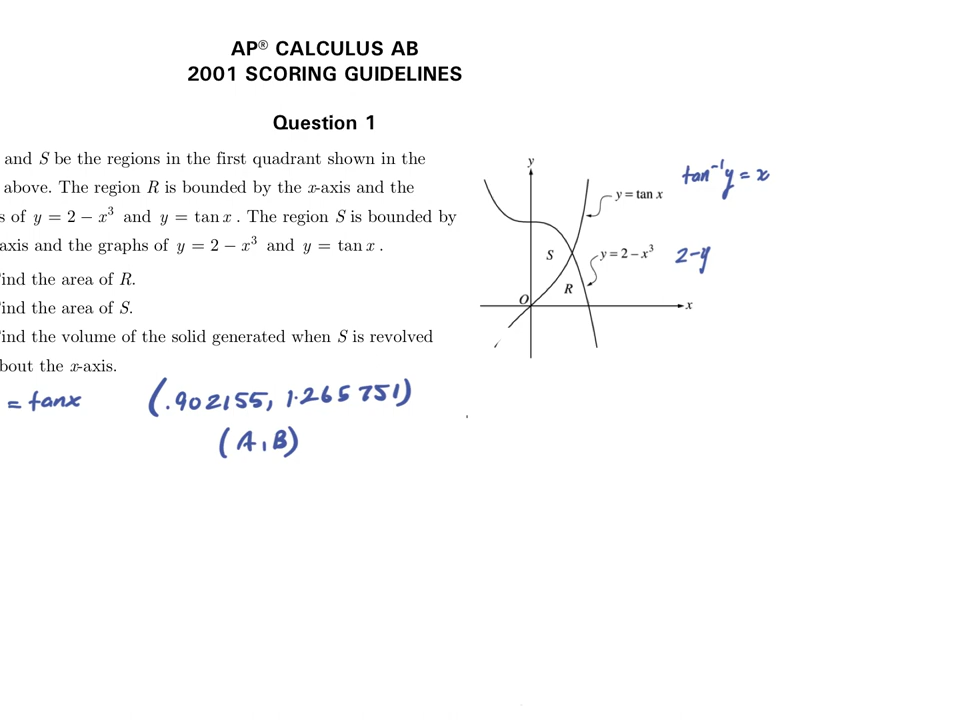 AP® CALCULUS AB
2001 SCORING GUIDELINES
Question 1
and S be the regions in the first quadrant shown in the
above. The region R is bounded by the x-axis and the
s of y = 2 − x³ and y = tan x . The region S is bounded by
axis and the graphs of y = 2 − x³ and y = tan x .
ind the area of R.
ind the area of S.
ind the volume of the solid generated when S is revolved
bout the x-axis.
= tanx (.902155, 1.265751)
(A, B)
y
y = tan x
tan⁻¹y = x
S
y = 2 − x³
2-y
R
O
x